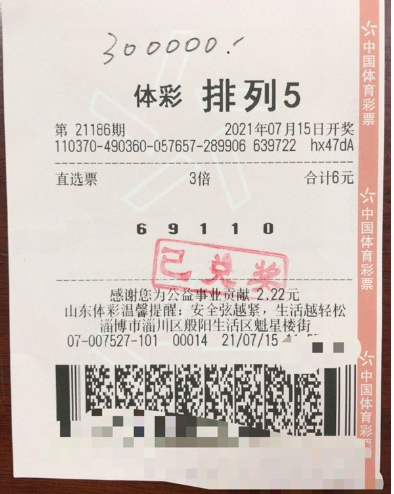 300000.
体彩 排列5
第 21186期 2021年07月15日开奖
110370-490360-057657-289906 639722 hx47dA
直选票 3倍 合计6元
6 9 1 1 0
已兑奖
感谢您为公益事业贡献 2.22元
山东体彩温馨提醒：安全弦越紧，生活越轻松
淄博市淄川区般阳生活区魁星楼街
07-007527-101 00014 21/07/15
中国体育彩票
中国体育彩票
中国体育彩票